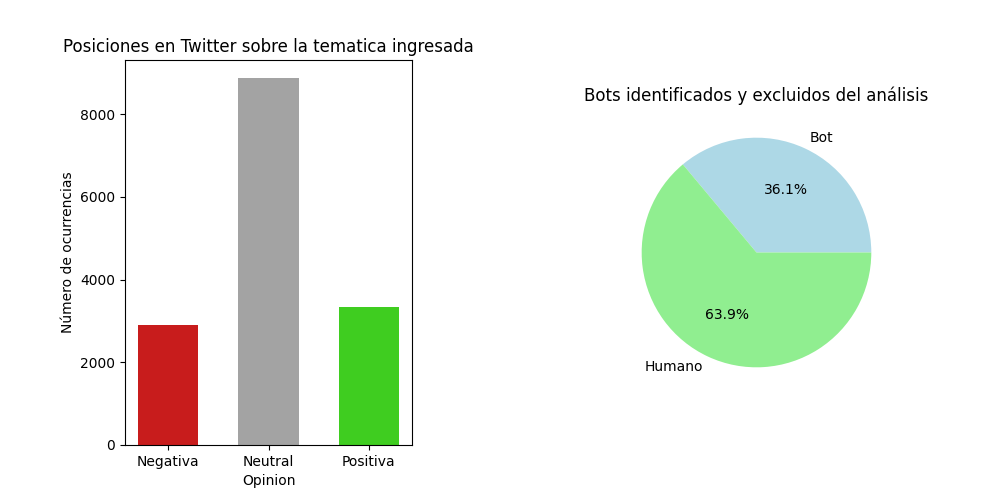 Posiciones en Twitter sobre la tematica ingresada
Número de ocurrencias
8000
6000
4000
2000
0
Negativa
Neutral
Positiva
Opinion
Bots identificados y excluidos del análisis
Bot
36.1%
63.9%
Humano